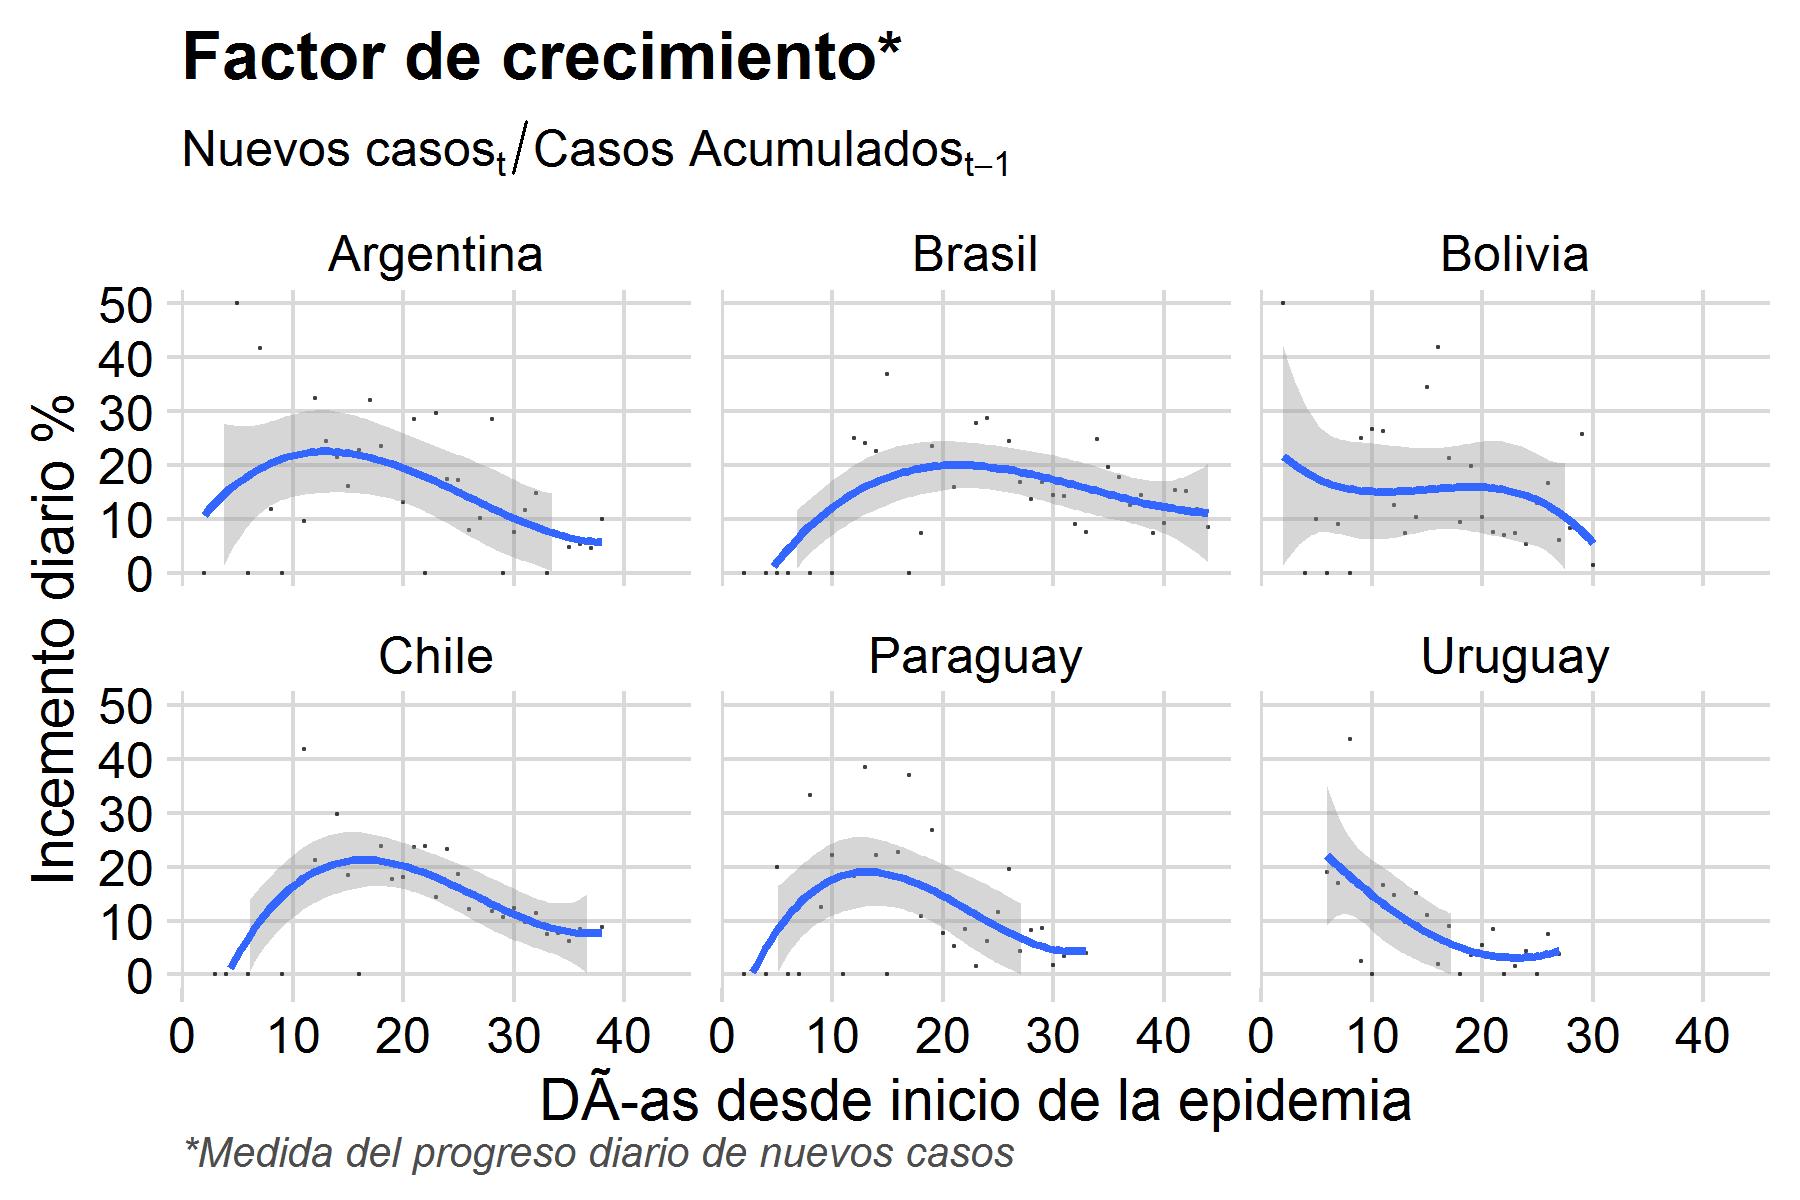 Factor de crecimiento*
Nuevos casosₜ/Casos Acumuladosₜ₋₁
Argentina
Brasil
Bolivia
50
40
30
20
10
0
Chile
Paraguay
Uruguay
50
40
30
20
10
0
0 10 20 30 40
0 10 20 30 40
0 10 20 30 40
Incemento diario %
DÃ-as desde inicio de la epidemia
*Medida del progreso diario de nuevos casos